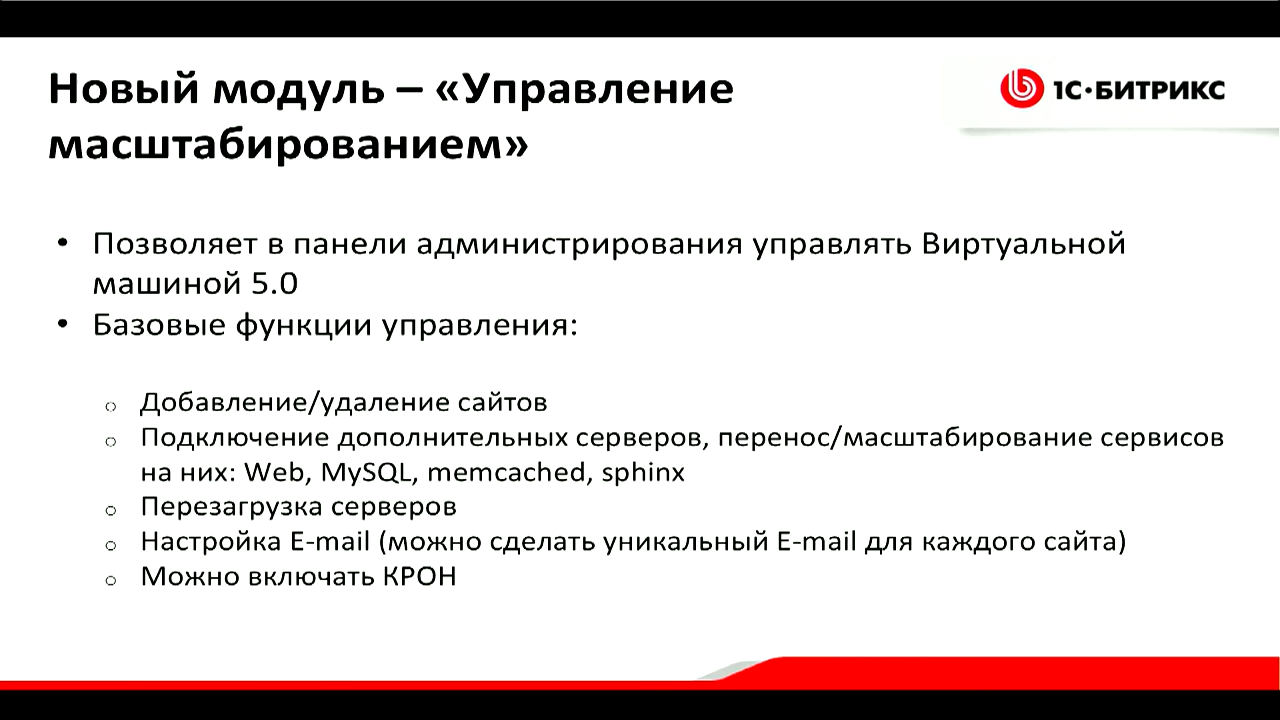 Новый модуль – «Управление
масштабированием»
1С·БИТРИКС
• Позволяет в панели администрирования управлять Виртуальной
машиной 5.0
• Базовые функции управления:
o Добавление/удаление сайтов
o Подключение дополнительных серверов, перенос/масштабирование сервисов
на них: Web, MySQL, memcached, sphinx
o Перезагрузка серверов
o Настройка E-mail (можно сделать уникальный E-mail для каждого сайта)
o Можно включать КРОН